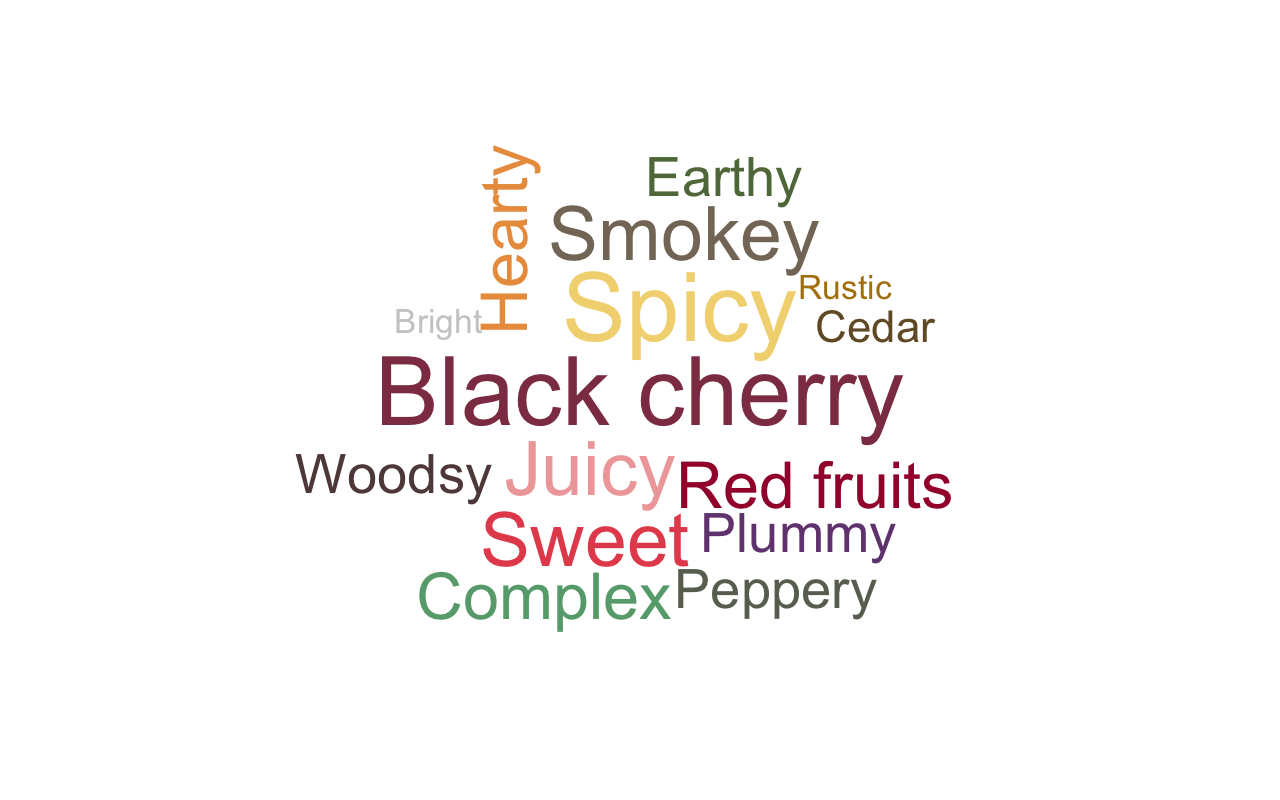 Hearty
Earthy
Smokey
Spicy
Rustic
Bright
Cedar
Black cherry
Woodsy
Juicy
Red fruits
Sweet
Plummy
Complex
Peppery